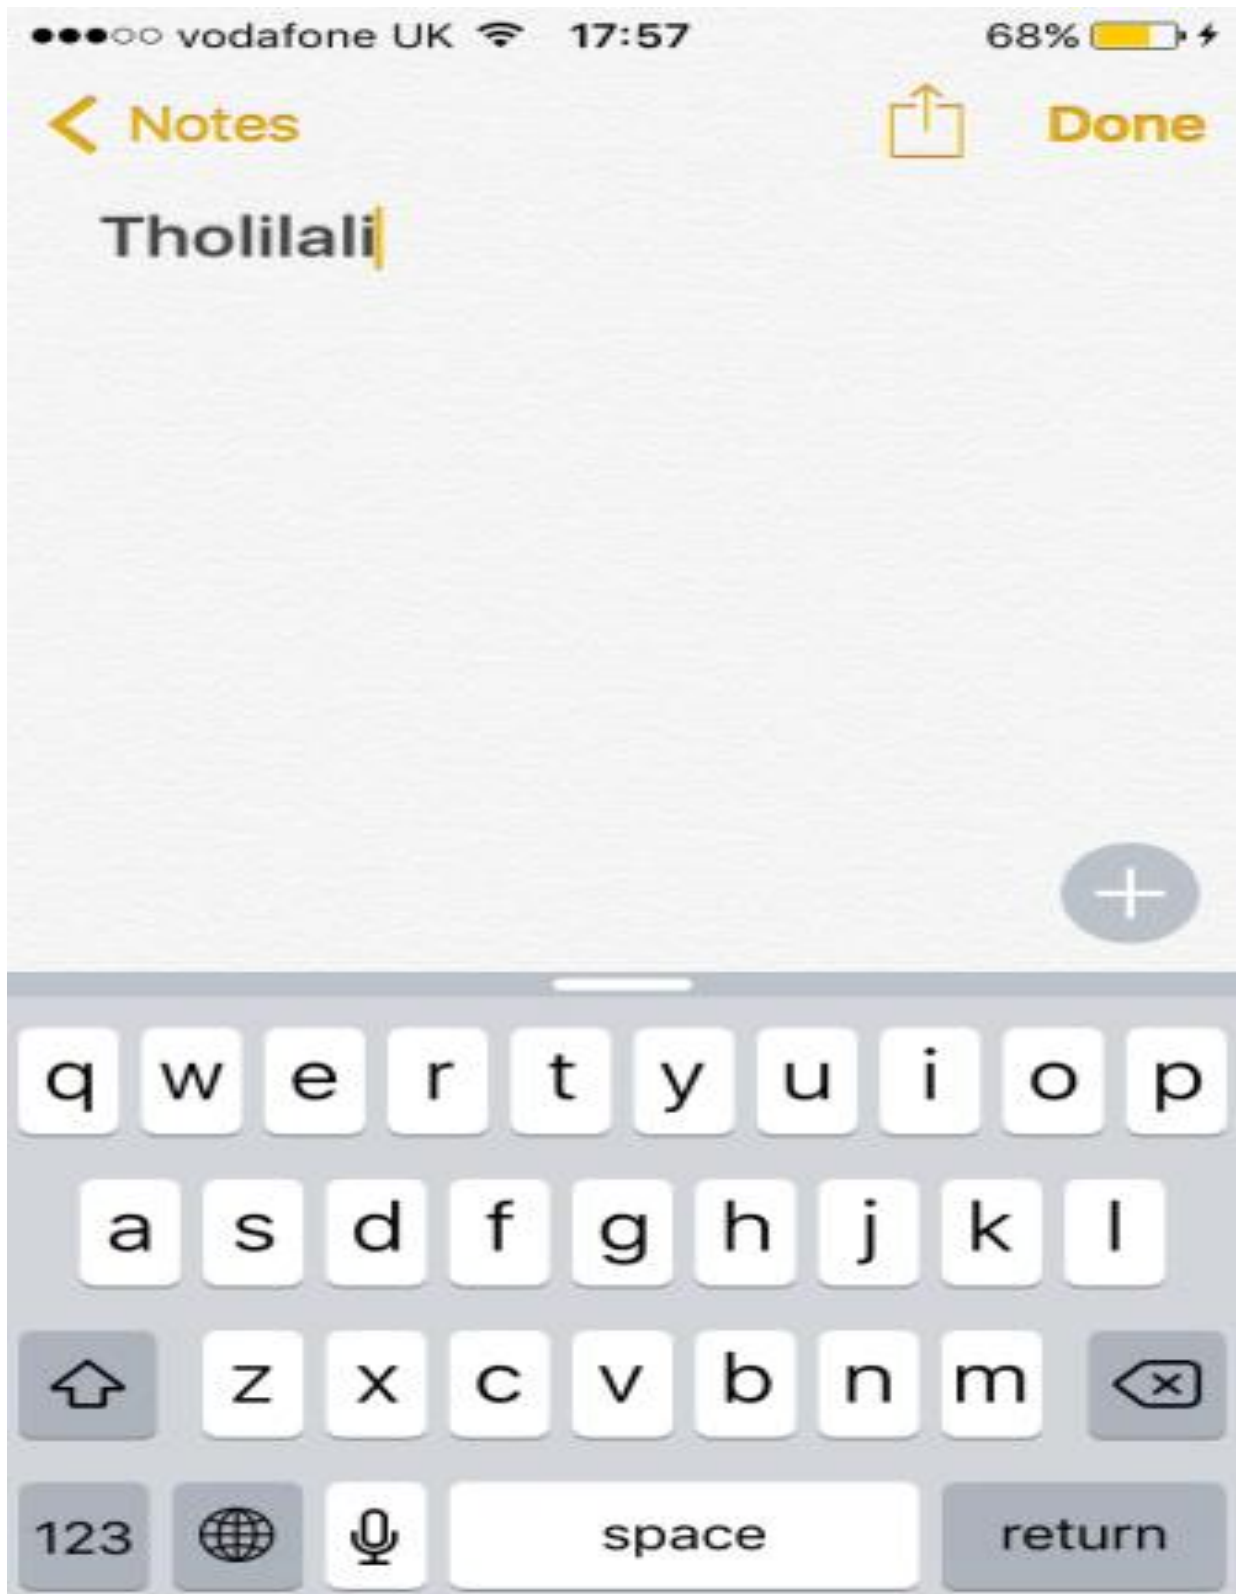 vodafone UK 17:57 68%
Notes Done
Tholilali
q w e r t y u i o p
a s d f g h j k l
z x c v b n m
123 space return